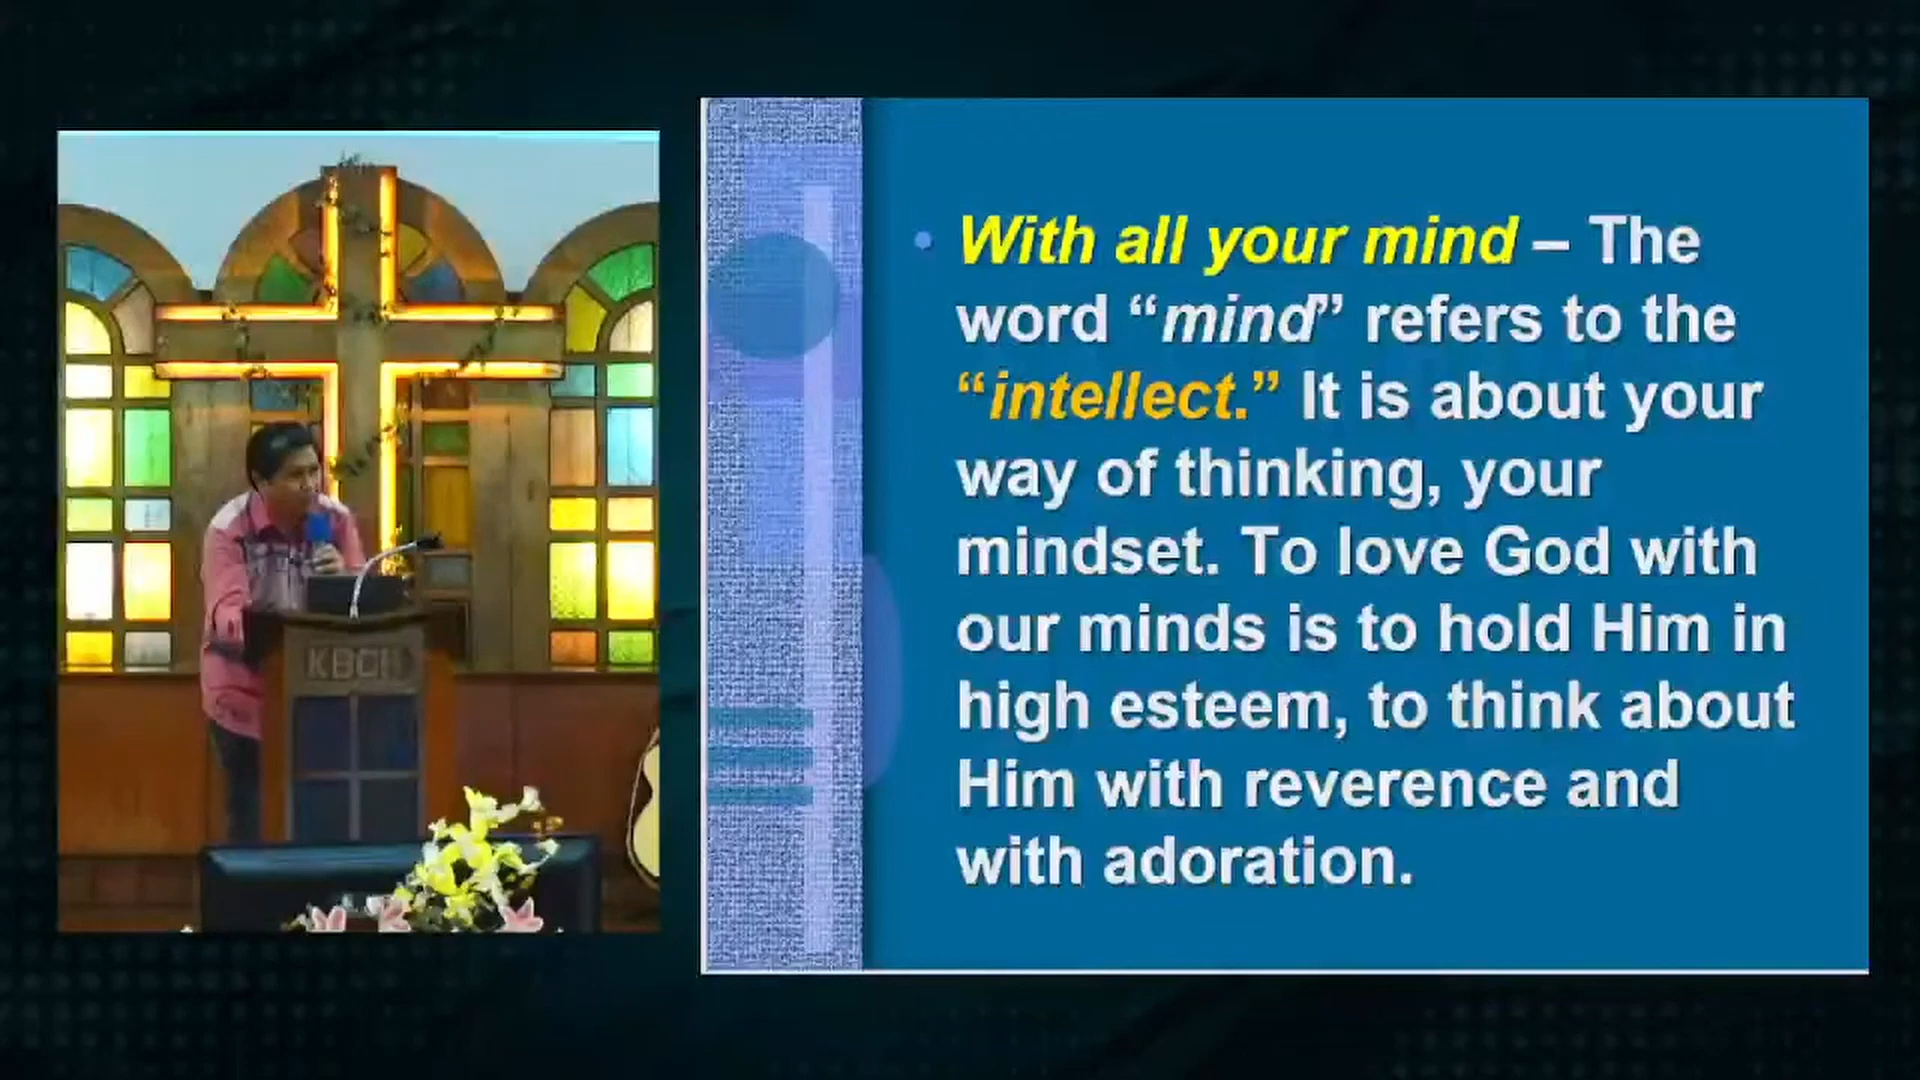 KBCH
• With all your mind – The
word “mind” refers to the
“intellect.” It is about your
way of thinking, your
mindset. To love God with
our minds is to hold Him in
high esteem, to think about
Him with reverence and
with adoration.